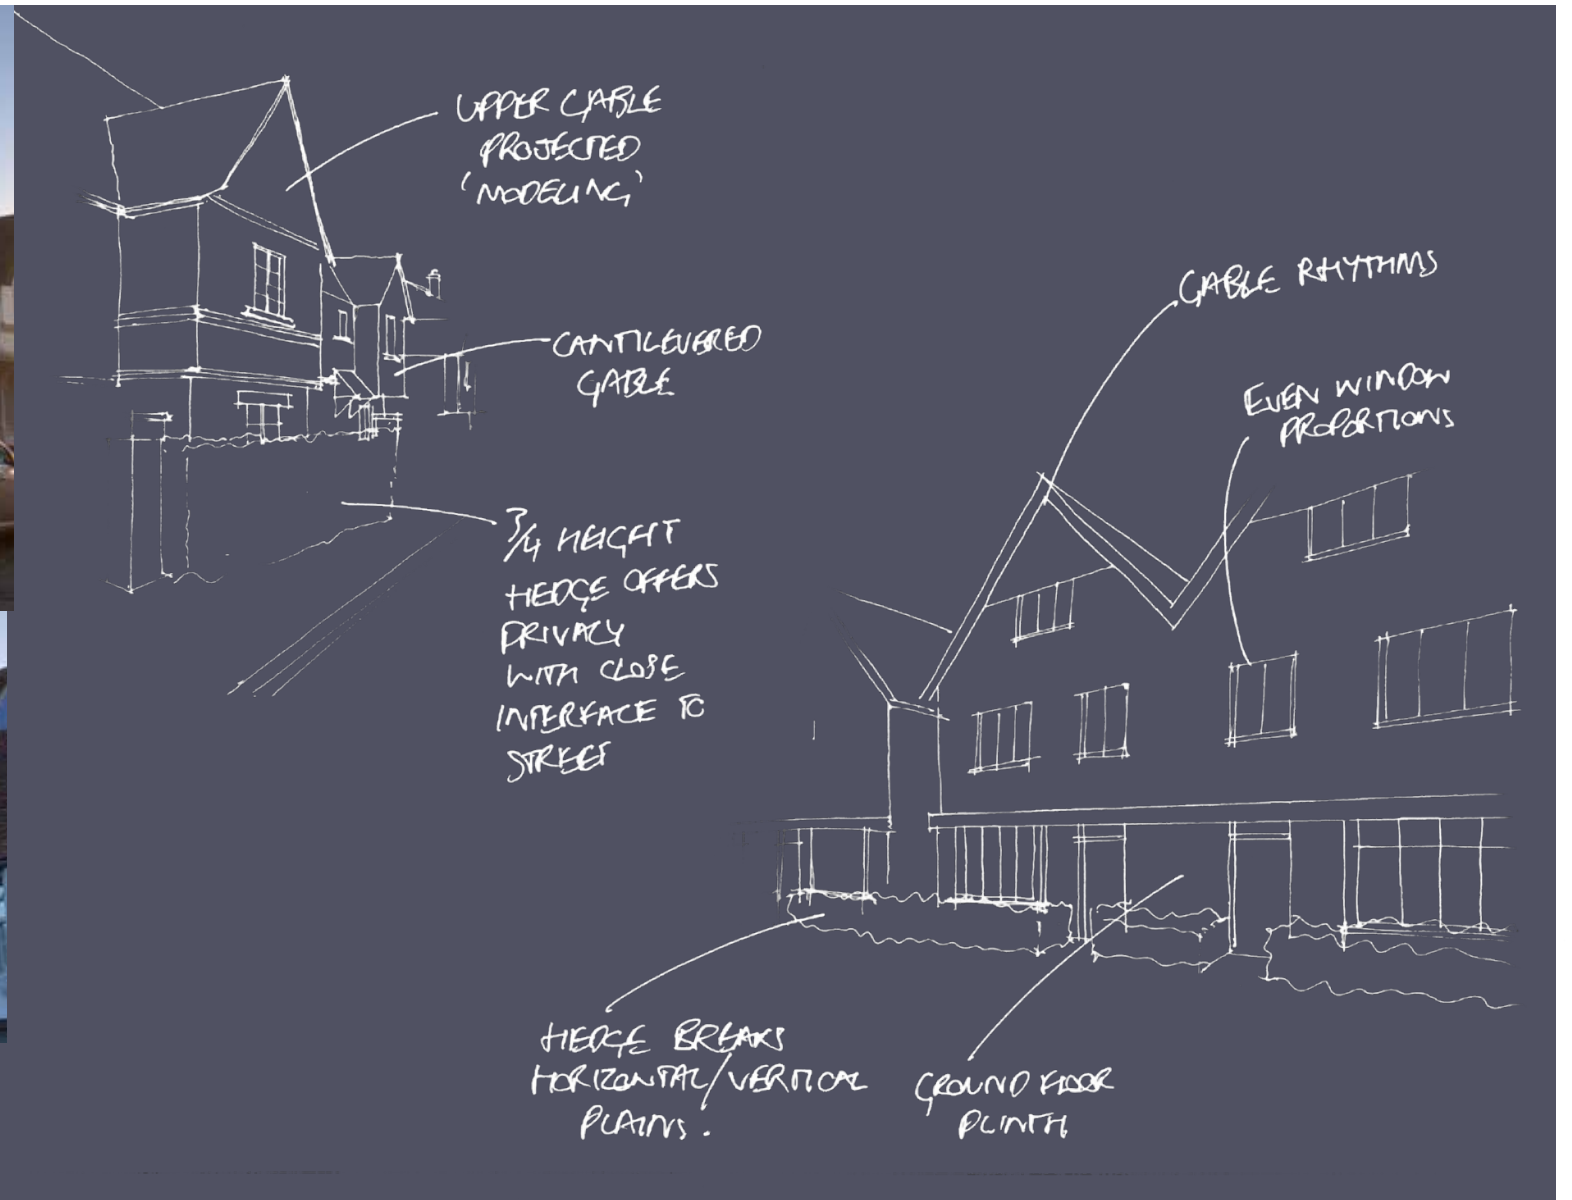 UPPER GABLE
PROJECTED
'MODELING'
CANTILEVERED
GABLE
3/4 HEIGHT
HEDGE OFFERS
PRIVACY
WITH CLOSE
INTERFACE TO
STREET
GABLE RHYTHMS
EVEN WINDOW
PROPORTIONS
HEDGE BREAKS
HORIZONTAL/VERTICAL
PLAINS.
GROUND FLOOR
PLINTH